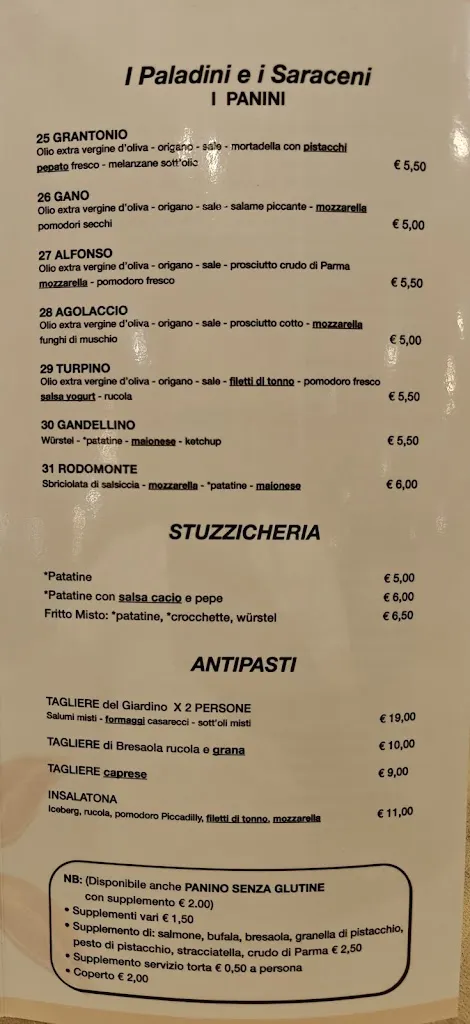 I Paladini e i Saraceni
I PANINI
25 GRANTONIO
Olio extra vergine d'oliva - origano - sale - mortadella con pistacchi
pepato fresco - melanzane sott'olio € 5,50
26 GANO
Olio extra vergine d'oliva - origano - sale - salame piccante - mozzarella
pomodori secchi € 5,00
27 ALFONSO
Olio extra vergine d'oliva - origano - sale - prosciutto crudo di Parma
mozzarella - pomodoro fresco € 5,50
28 AGOLACCIO
Olio extra vergine d'oliva - origano - sale - prosciutto cotto - mozzarella
funghi di muschio € 5,00
29 TURPINO
Olio extra vergine d'oliva - origano - sale - filetti di tonno - pomodoro fresco
salsa yogurt - rucola € 5,50
30 GANDELLINO
Würstel - *patatine - maionese - ketchup € 5,50
31 RODOMONTE
Sbriciolata di salsiccia - mozzarella - *patatine - maionese € 6,00
STUZZICHERIA
*Patatine € 5,00
*Patatine con salsa cacio e pepe € 6,00
Fritto Misto: *patatine, *crocchette, würstel € 6,50
ANTIPASTI
TAGLIERE del Giardino X 2 PERSONE
Salumi misti - formaggi casarecci - sott'oli misti € 19,00
TAGLIERE di Bresaola rucola e grana € 10,00
TAGLIERE caprese € 9,00
INSALATONA
Iceberg, rucola, pomodoro Piccadilly, filetti di tonno, mozzarella € 11,00
NB: (Disponibile anche PANINO SENZA GLUTINE
con supplemento € 2.00)
• Supplementi vari € 1,50
• Supplemento di: salmone, bufala, bresaola, granella di pistacchio,
pesto di pistacchio, stracciatella, crudo di Parma € 2,50
• Supplemento servizio torta € 0,50 a persona
• Coperto € 2,00